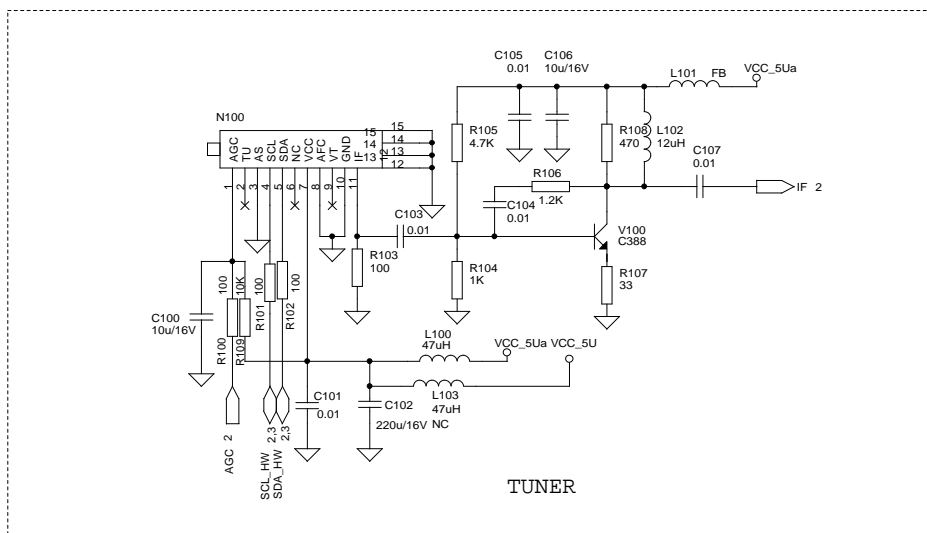 C105
0.01
C106
10u/16V
L101 FB
VCC_5Ua
N100
AGC
TU
AS
SCL
SDA
NC
VCC
AFC
VT
GND
IF
15
14
13
12
15
14
13
12
1
2
3
4
5
6
7
8
9
10
11
R105
4.7K
R108
470
L102
12uH
C107
0.01
R106
1.2K
C104
0.01
IF 2
C103
0.01
V100
C388
R103
100
R104
1K
R107
33
C100
10u/16V
100
R100
10K
R109
100
R101
100
R102
L100
47uH
VCC_5Ua
VCC_5U
L103
47uH
NC
C101
0.01
C102
220u/16V
AGC 2
SCL_HW 2,3
SDA_HW 2,3
TUNER